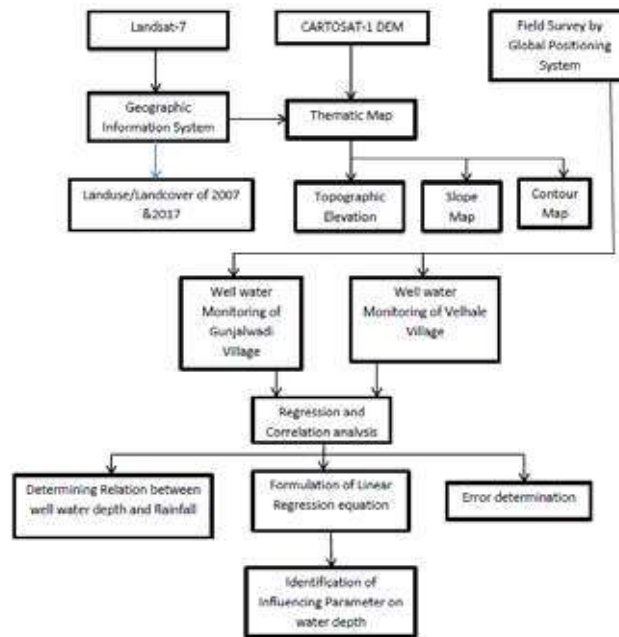 Landsat-7
CARTOSAT-1 DEM
Field Survey by
Global Positioning
System
Geographic
Information System
Thematic Map
Landuse/Landcover of 2007
&2017
Topographic
Elevation
Slope
Map
Contour
Map
Well water
Monitoring of
Gunjalwadi
Village
Well water
Monitoring of Velhale
Village
Regression and
Correlation analysis
Determining Relation between
well water depth and Rainfall
Formulation of Linear
Regression equation
Error determination
Identification of
Influencing Parameter on
water depth